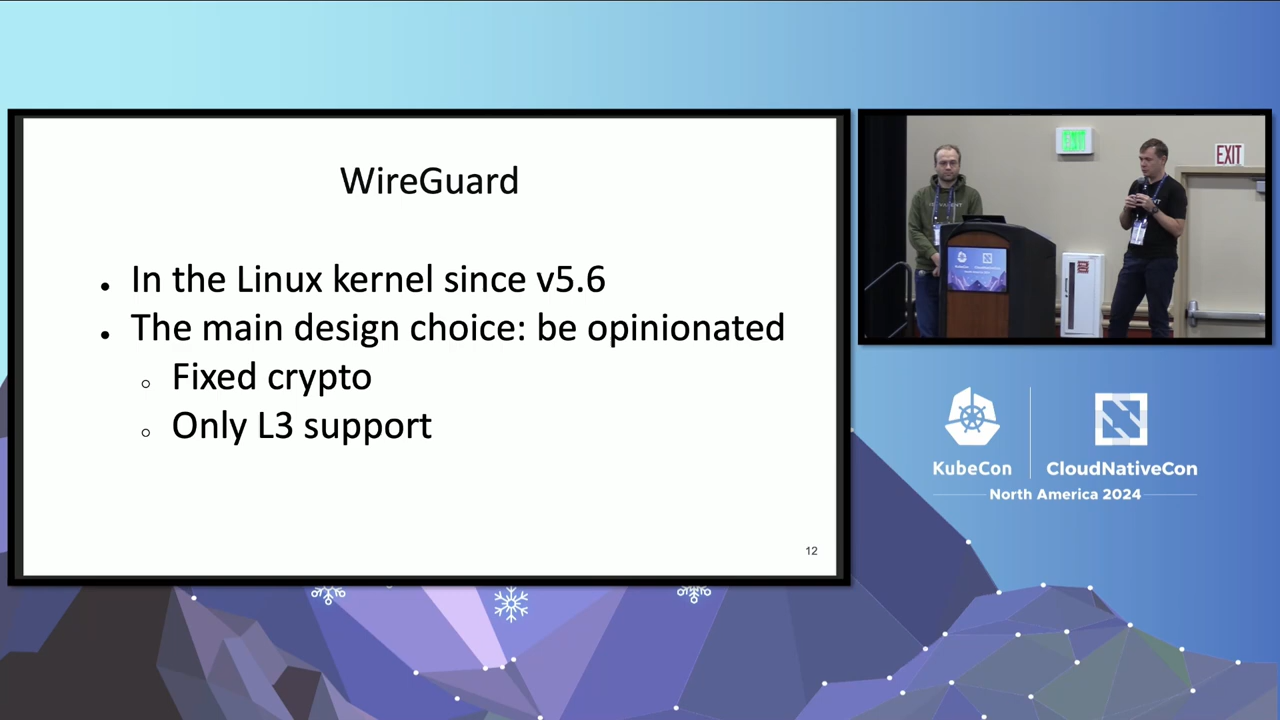 WireGuard
In the Linux kernel since v5.6
The main design choice: be opinionated
Fixed crypto
Only L3 support
12
EXIT
KubeCon
CloudNativeCon
North America 2024